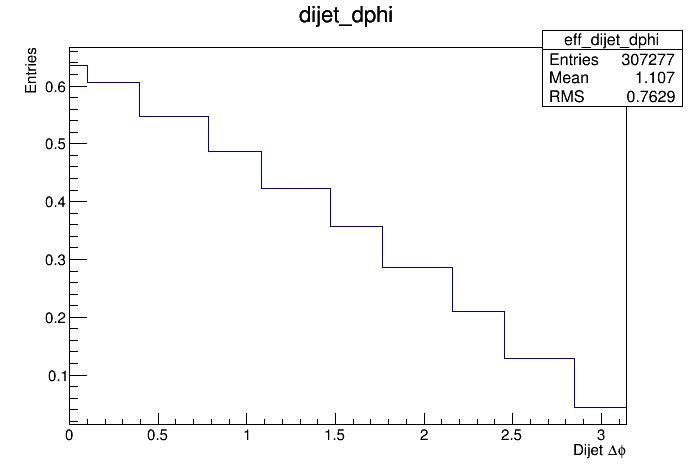 dijet_dphi
eff_dijet_dphi
Entries 307277
Mean 1.107
RMS 0.7629
Entries
0.6
0.5
0.4
0.3
0.2
0.1
0 0.5 1 1.5 2 2.5 3
Dijet Δϕ